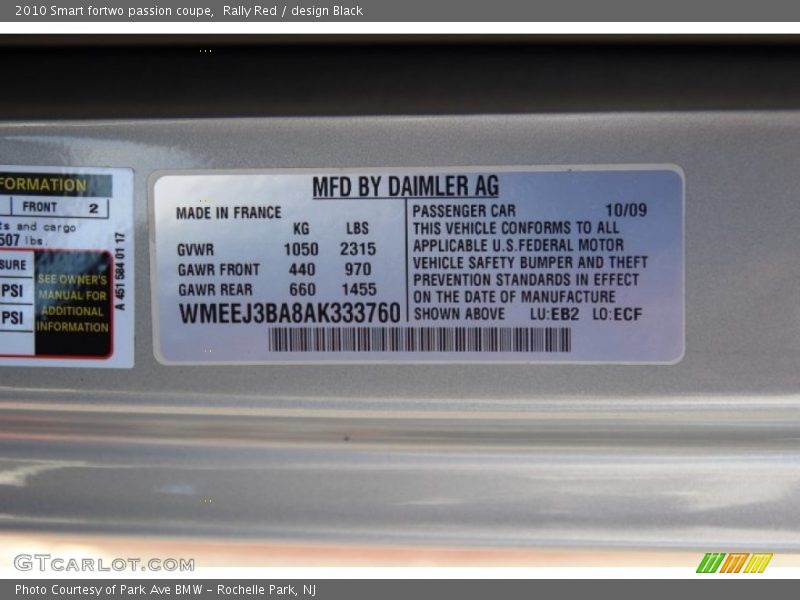 2010 Smart fortwo passion coupe,  Rally Red / design Black
FORMATION
FRONT 2
ts and cargo
507 lbs.
SURE
PSI
PSI
SEE OWNER'S
MANUAL FOR
ADDITIONAL
INFORMATION
A 451 584 01 17
MFD BY DAIMLER AG
MADE IN FRANCE
KG LBS
GVWR 1050 2315
GAWR FRONT 440 970
GAWR REAR 660 1455
WMEEJ3BA8AK333760
PASSENGER CAR 10/09
THIS VEHICLE CONFORMS TO ALL
APPLICABLE U.S.FEDERAL MOTOR
VEHICLE SAFETY BUMPER AND THEFT
PREVENTION STANDARDS IN EFFECT
ON THE DATE OF MANUFACTURE
SHOWN ABOVE LU:EB2 LO:ECF
GTCARLOT.COM
Photo Courtesy of Park Ave BMW - Rochelle Park, NJ